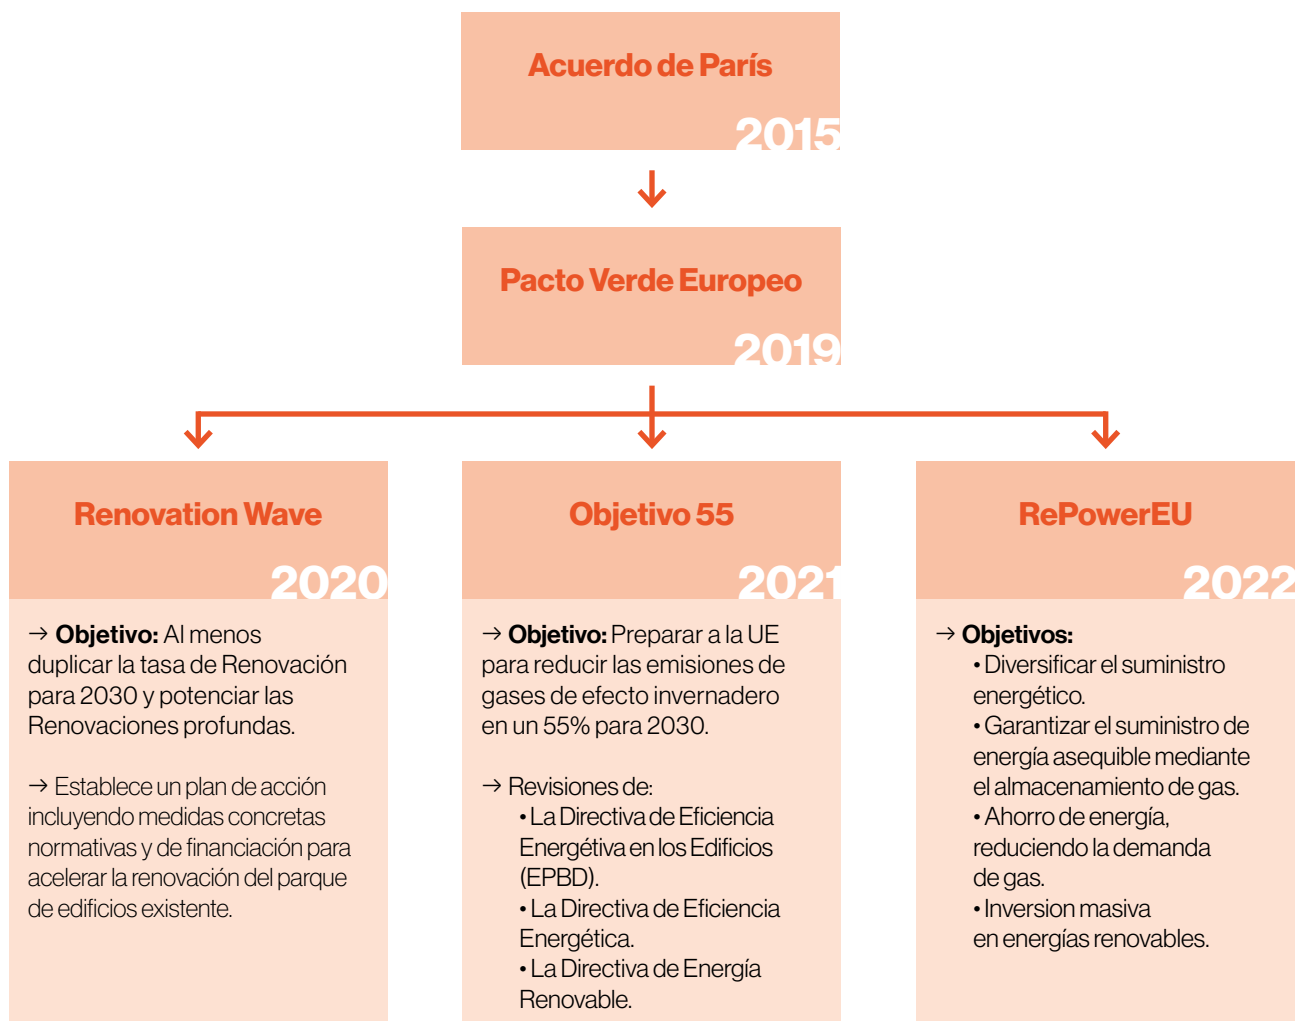 Acuerdo de París
2015
Pacto Verde Europeo
2019
Renovation Wave
2020
→ Objetivo: Al menos
duplicar la tasa de Renovación
para 2030 y potenciar las
Renovaciones profundas.
→ Establece un plan de acción
incluyendo medidas concretas
normativas y de financiación para
acelerar la renovación del parque
de edificios existente.
Objetivo 55
2021
→ Objetivo: Preparar a la UE
para reducir las emisiones de
gases de efecto invernadero
en un 55% para 2030.
→ Revisiones de:
• La Directiva de Eficiencia
Energétiva en los Edificios
(EPBD).
• La Directiva de Eficiencia
Energética.
• La Directiva de Energía
Renovable.
RePowerEU
2022
→ Objetivos:
• Diversificar el suministro
energético.
• Garantizar el suministro de
energía asequible mediante
el almacenamiento de gas.
• Ahorro de energía,
reduciendo la demanda
de gas.
• Inversion masiva
en energías renovables.